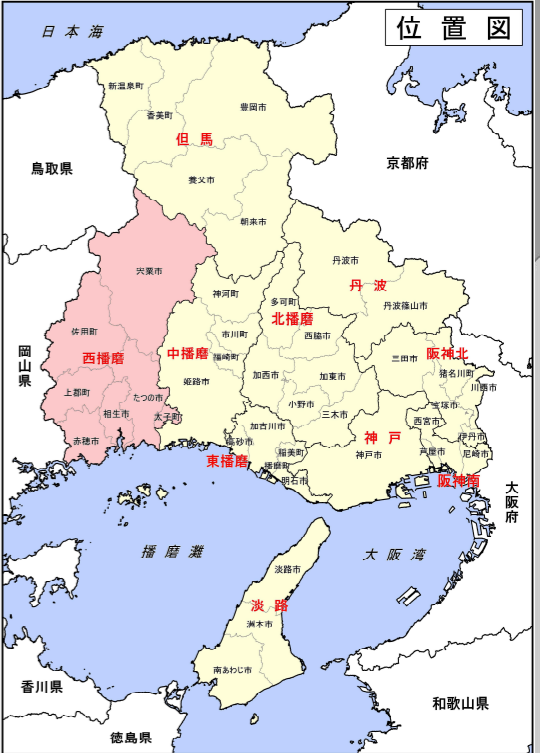 位置図
日本海
新温泉町
香美町
豊岡市
但馬
鳥取県
京都府
養父市
朝来市
宍粟市
丹波市
丹波
丹波篠山市
神河町
多可町
北播磨
佐用町
市川町
西脇市
岡山県
西播磨
中播磨
福崎町
三田市
阪神北
猪名川町
上郡町
姫路市
加西市
加東市
川西市
たつの市
相生市
太子町
小野市
三木市
宝塚市
西宮市
赤穂市
加古川市
高砂市
神戸
伊丹市
稲美町
神戸市
芦屋市
尼崎市
東播磨
播磨町
明石市
阪神南
大阪府
播磨灘
大阪湾
淡路市
淡路
洲本市
南あわじ市
香川県
和歌山県
徳島県